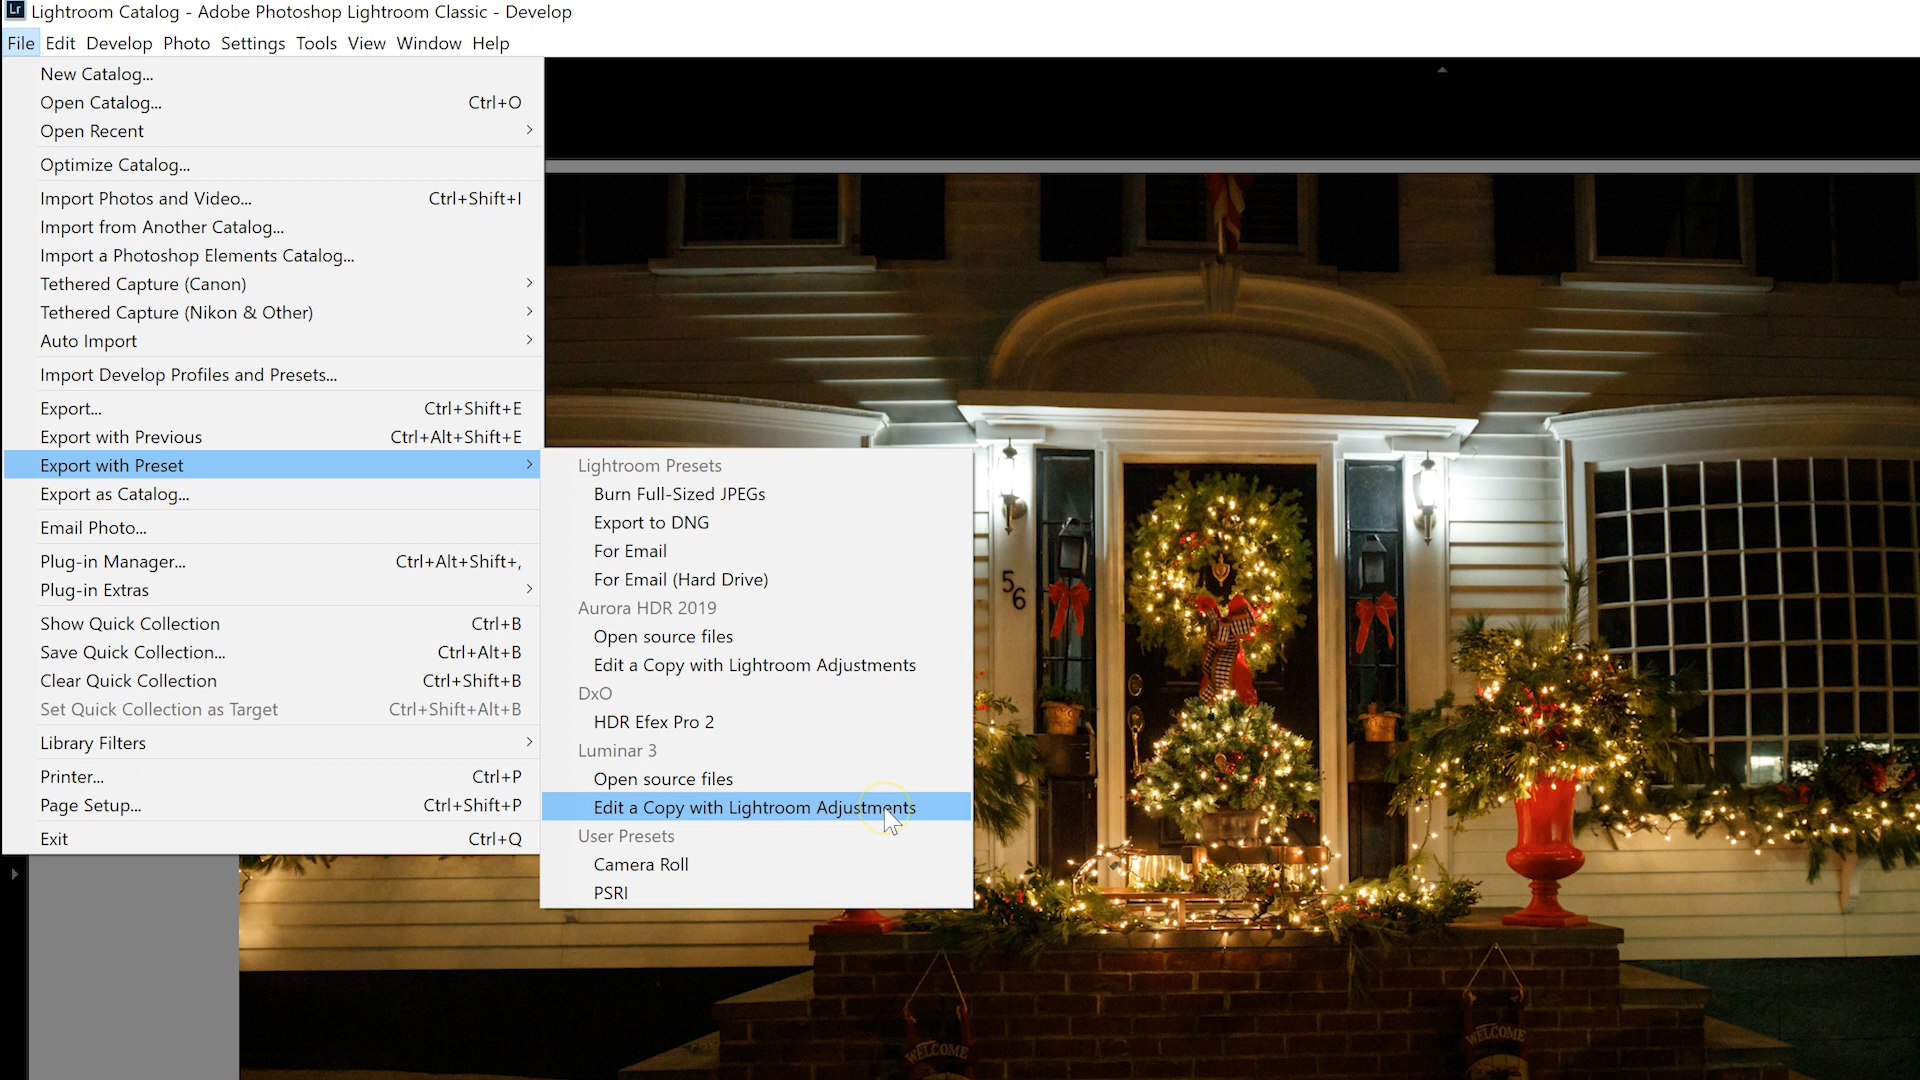 Lr Lightroom Catalog - Adobe Photoshop Lightroom Classic - Develop
File Edit Develop Photo Settings Tools View Window Help
New Catalog...
Open Catalog... Ctrl+O
Open Recent
Optimize Catalog...
Import Photos and Video... Ctrl+Shift+I
Import from Another Catalog...
Import a Photoshop Elements Catalog...
Tethered Capture (Canon)
Tethered Capture (Nikon & Other)
Auto Import
Import Develop Profiles and Presets...
Export... Ctrl+Shift+E
Export with Previous Ctrl+Alt+Shift+E
Export with Preset
Export as Catalog...
Email Photo...
Plug-in Manager... Ctrl+Alt+Shift+,
Plug-in Extras
Show Quick Collection Ctrl+B
Save Quick Collection... Ctrl+Alt+B
Clear Quick Collection Ctrl+Shift+B
Set Quick Collection as Target Ctrl+Shift+Alt+B
Library Filters
Printer... Ctrl+P
Page Setup... Ctrl+Shift+P
Exit Ctrl+Q
Lightroom Presets
Burn Full-Sized JPEGs
Export to DNG
For Email
For Email (Hard Drive)
Aurora HDR 2019
Open source files
Edit a Copy with Lightroom Adjustments
DxO
HDR Efex Pro 2
Luminar 3
Open source files
Edit a Copy with Lightroom Adjustments
User Presets
Camera Roll
PSRI
56
WELCOME
WELCOME